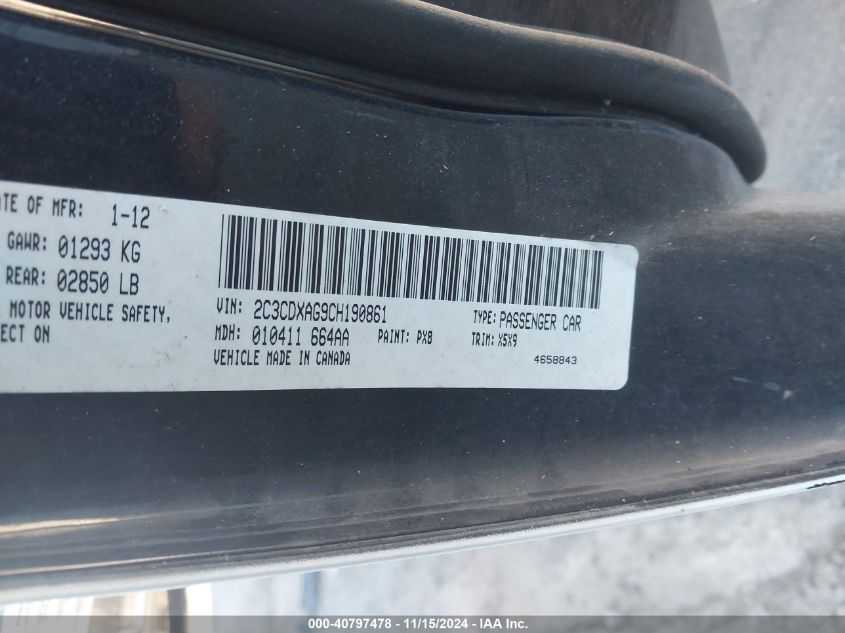 ATE OF MFR: 1-12
GAWR: 01293 KG
REAR: 02850 LB
MOTOR VEHICLE SAFETY,
ECT ON
VIN: 2C3CDXAG9CH190861 TYPE: PASSENGER CAR
MDH: 010411 664AA PAINT: PX8 TRIM: X5X9
VEHICLE MADE IN CANADA 4658843
000-40797478 - 11/15/2024 - IAA Inc.